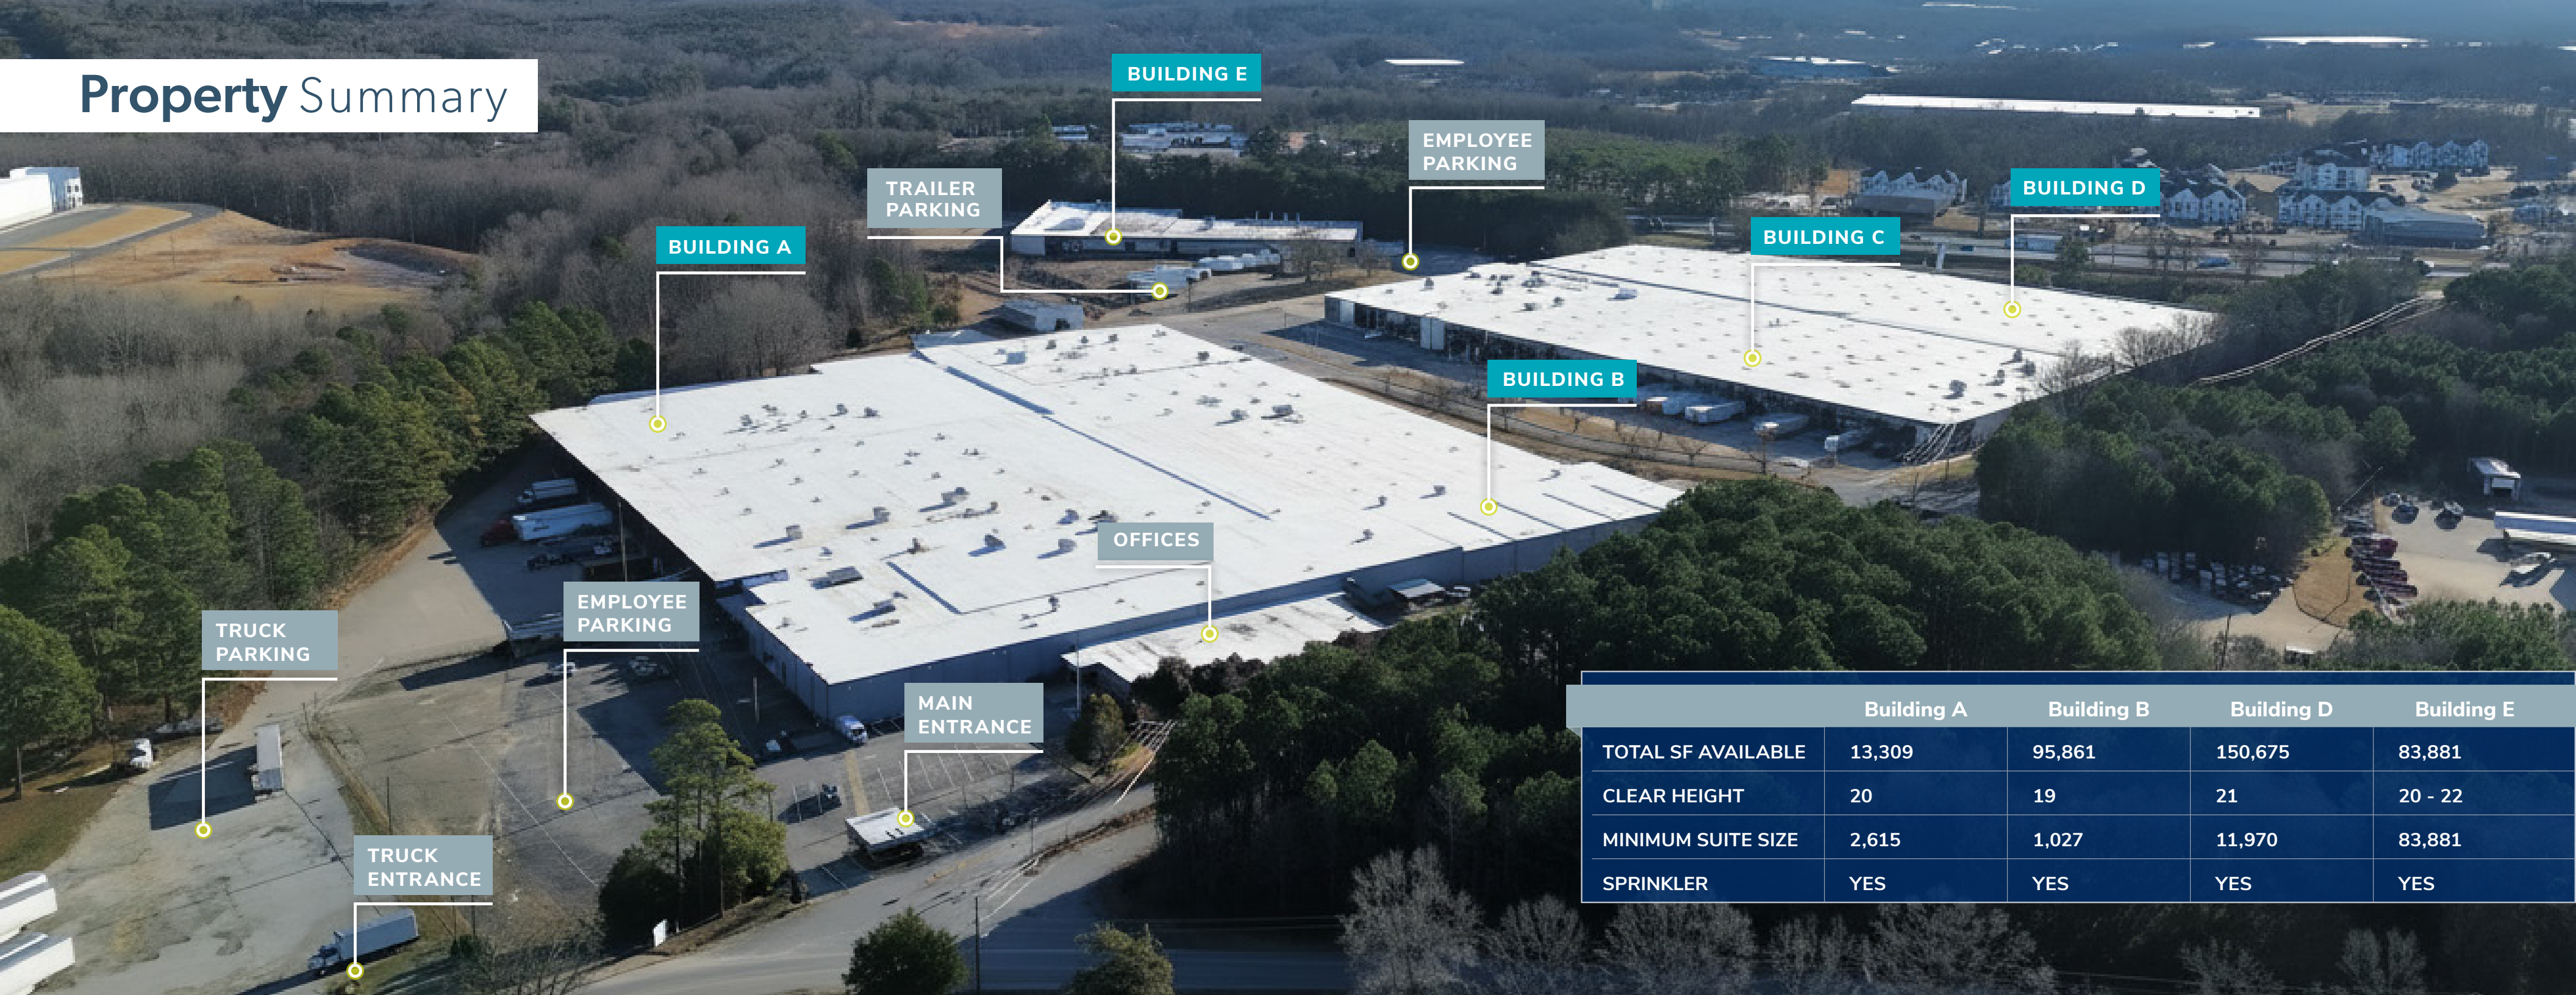 Property Summary
BUILDING E
EMPLOYEE
PARKING
TRAILER
PARKING
BUILDING D
BUILDING C
BUILDING A
BUILDING B
OFFICES
EMPLOYEE
PARKING
TRUCK
PARKING
MAIN
ENTRANCE
TRUCK
ENTRANCE
Building A Building B Building D Building E
TOTAL SF AVAILABLE 13,309 95,861 150,675 83,881
CLEAR HEIGHT 20 19 21 20 - 22
MINIMUM SUITE SIZE 2,615 1,027 11,970 83,881
SPRINKLER YES YES YES YES